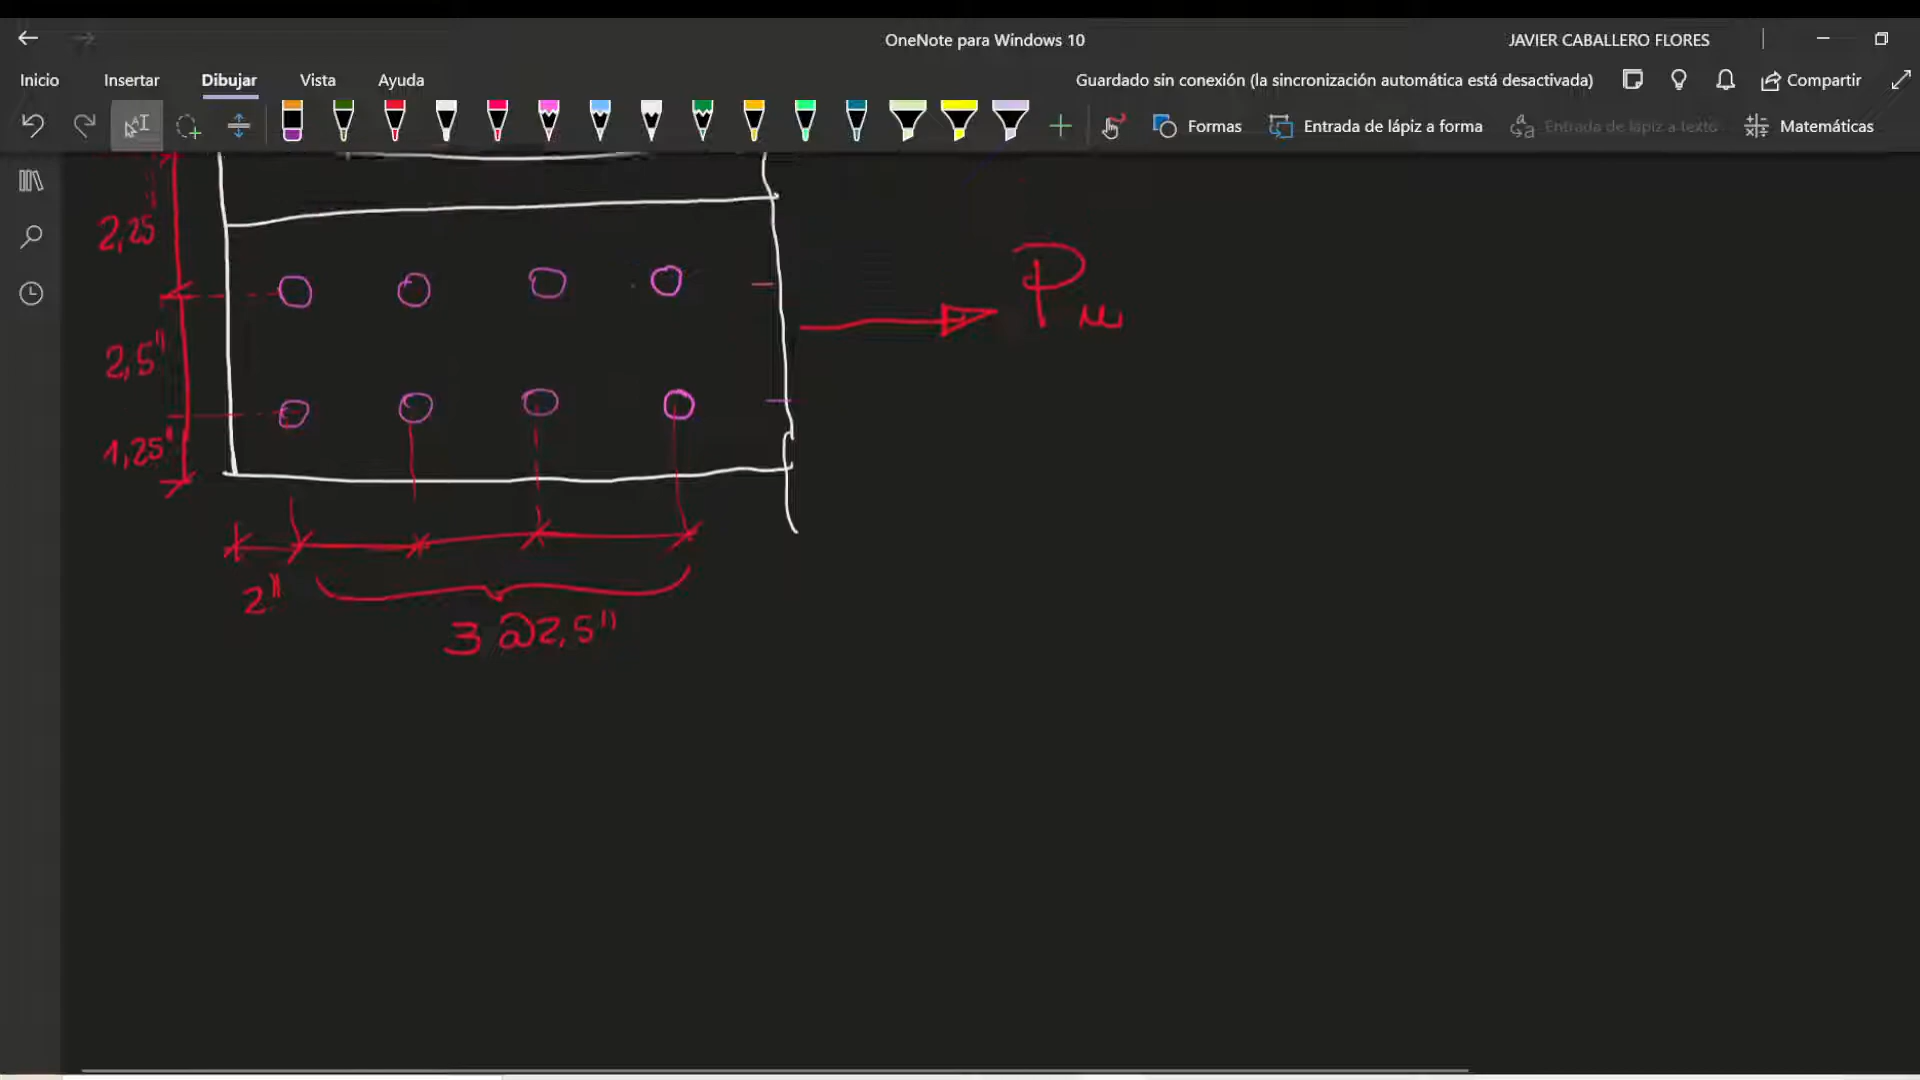 OneNote para Windows 10
JAVIER CABALLERO FLORES
Inicio
Insertar
Dibujar
Vista
Ayuda
Guardado sin conexión (la sincronización automática está desactivada)
Compartir
Formas
Entrada de lápiz a forma
Entrada de lápiz a texto
Matemáticas
2,25"
Pu
2,5"
1,25"
2"
3 @2,5"